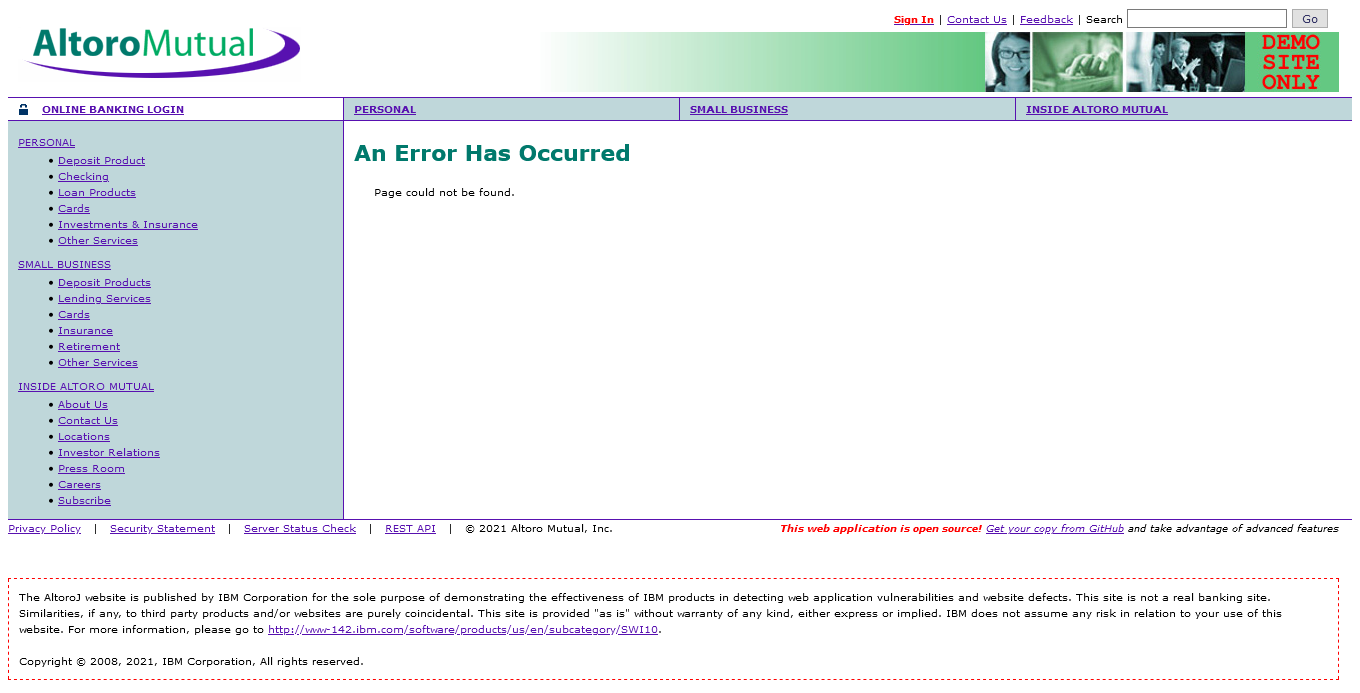 Sign In | Contact Us | Feedback | Search Go
AltoroMutual
DEMO
SITE
ONLY
ONLINE BANKING LOGIN
PERSONAL
SMALL BUSINESS
INSIDE ALTORO MUTUAL
PERSONAL
• Deposit Product
• Checking
• Loan Products
• Cards
• Investments & Insurance
• Other Services
SMALL BUSINESS
• Deposit Products
• Lending Services
• Cards
• Insurance
• Retirement
• Other Services
INSIDE ALTORO MUTUAL
• About Us
• Contact Us
• Locations
• Investor Relations
• Press Room
• Careers
• Subscribe
An Error Has Occurred
Page could not be found.
Privacy Policy | Security Statement | Server Status Check | REST API | © 2021 Altoro Mutual, Inc.
This web application is open source! Get your copy from GitHub and take advantage of advanced features
The AltoroJ website is published by IBM Corporation for the sole purpose of demonstrating the effectiveness of IBM products in detecting web application vulnerabilities and website defects. This site is not a real banking site.
Similarities, if any, to third party products and/or websites are purely coincidental. This site is provided "as is" without warranty of any kind, either express or implied. IBM does not assume any risk in relation to your use of this
website. For more information, please go to http://www-142.ibm.com/software/products/us/en/subcategory/SWI10.
Copyright © 2008, 2021, IBM Corporation, All rights reserved.